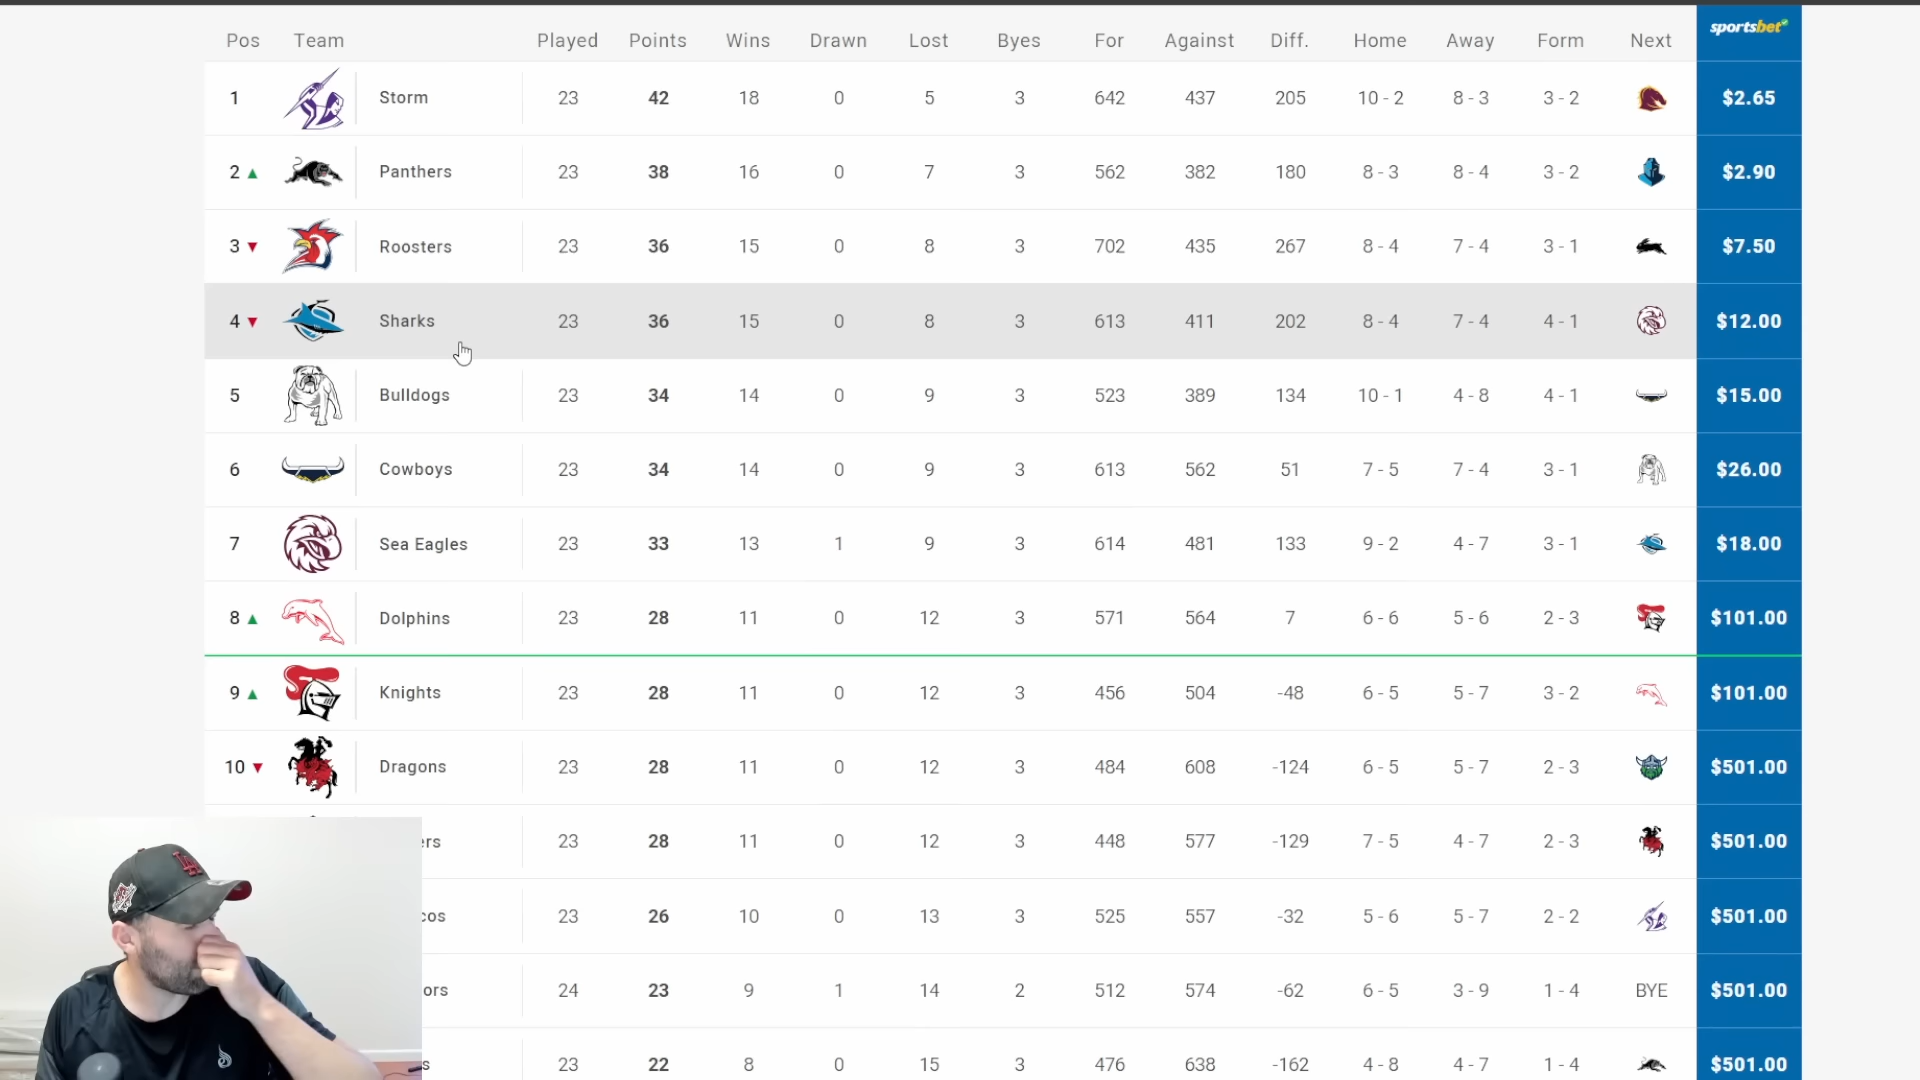 Pos Team Played Points Wins Drawn Lost Byes For Against Diff. Home Away Form Next sportsbet
1 Storm 23 42 18 0 5 3 642 437 205 10 - 2 8 - 3 3 - 2 $2.65
2 Panthers 23 38 16 0 7 3 562 382 180 8 - 3 8 - 4 3 - 2 $2.90
3 Roosters 23 36 15 0 8 3 702 435 267 8 - 4 7 - 4 3 - 1 $7.50
4 Sharks 23 36 15 0 8 3 613 411 202 8 - 4 7 - 4 4 - 1 $12.00
5 Bulldogs 23 34 14 0 9 3 523 389 134 10 - 1 4 - 8 4 - 1 $15.00
6 Cowboys 23 34 14 0 9 3 613 562 51 7 - 5 7 - 4 3 - 1 $26.00
7 Sea Eagles 23 33 13 1 9 3 614 481 133 9 - 2 4 - 7 3 - 1 $18.00
8 Dolphins 23 28 11 0 12 3 571 564 7 6 - 6 5 - 6 2 - 3 $101.00
9 Knights 23 28 11 0 12 3 456 504 -48 6 - 5 5 - 7 3 - 2 $101.00
10 Dragons 23 28 11 0 12 3 484 608 -124 6 - 5 5 - 7 2 - 3 $501.00
ers 23 28 11 0 12 3 448 577 -129 7 - 5 4 - 7 2 - 3 $501.00
cos 23 26 10 0 13 3 525 557 -32 5 - 6 5 - 7 2 - 2 $501.00
ors 24 23 9 1 14 2 512 574 -62 6 - 5 3 - 9 1 - 4 BYE $501.00
s 23 22 8 0 15 3 476 638 -162 4 - 8 4 - 7 1 - 4 $501.00
LA